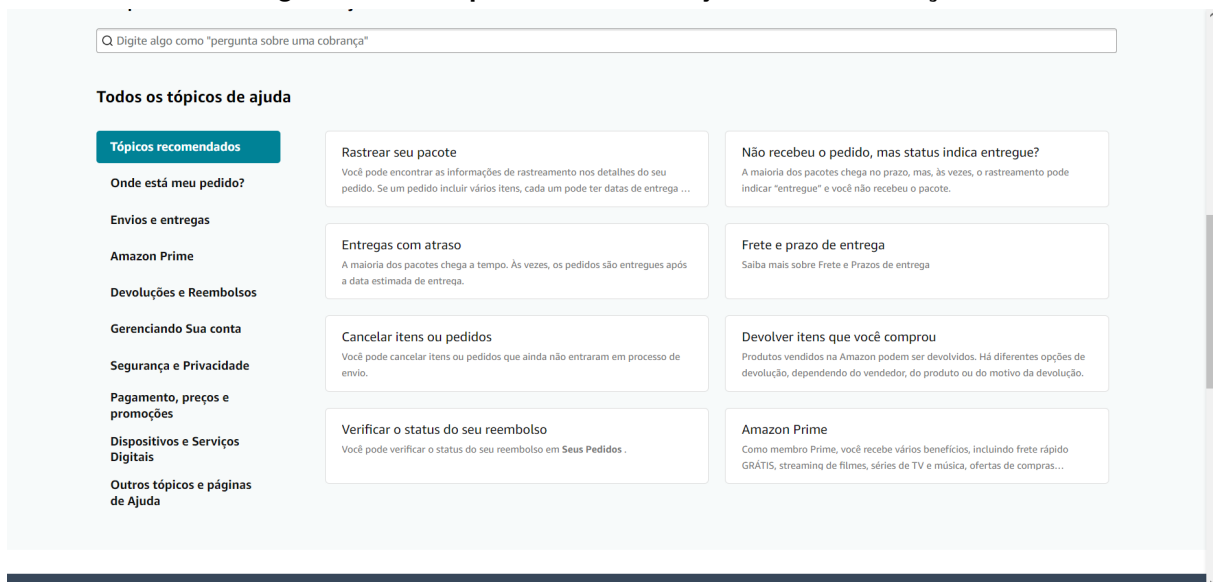 Digite algo como "pergunta sobre uma cobrança"
Todos os tópicos de ajuda
Tópicos recomendados
Onde está meu pedido?
Envios e entregas
Amazon Prime
Devoluções e Reembolsos
Gerenciando Sua conta
Segurança e Privacidade
Pagamento, preços e
promoções
Dispositivos e Serviços
Digitais
Outros tópicos e páginas
de Ajuda
Rastrear seu pacote
Você pode encontrar as informações de rastreamento nos detalhes do seu
pedido. Se um pedido incluir vários itens, cada um pode ter datas de entrega ...
Não recebeu o pedido, mas status indica entregue?
A maioria dos pacotes chega no prazo, mas, às vezes, o rastreamento pode
indicar "entregue" e você não recebeu o pacote.
Entregas com atraso
A maioria dos pacotes chega a tempo. Às vezes, os pedidos são entregues após
a data estimada de entrega.
Frete e prazo de entrega
Saiba mais sobre Frete e Prazos de entrega
Cancelar itens ou pedidos
Você pode cancelar itens ou pedidos que ainda não entraram em processo de
envio.
Devolver itens que você comprou
Produtos vendidos na Amazon podem ser devolvidos. Há diferentes opções de
devolução, dependendo do vendedor, do produto ou do motivo da devolução.
Verificar o status do seu reembolso
Você pode verificar o status do seu reembolso em Seus Pedidos .
Amazon Prime
Como membro Prime, você recebe vários benefícios, incluindo frete rápido
GRÁTIS, streaming de filmes, séries de TV e música, ofertas de compras...